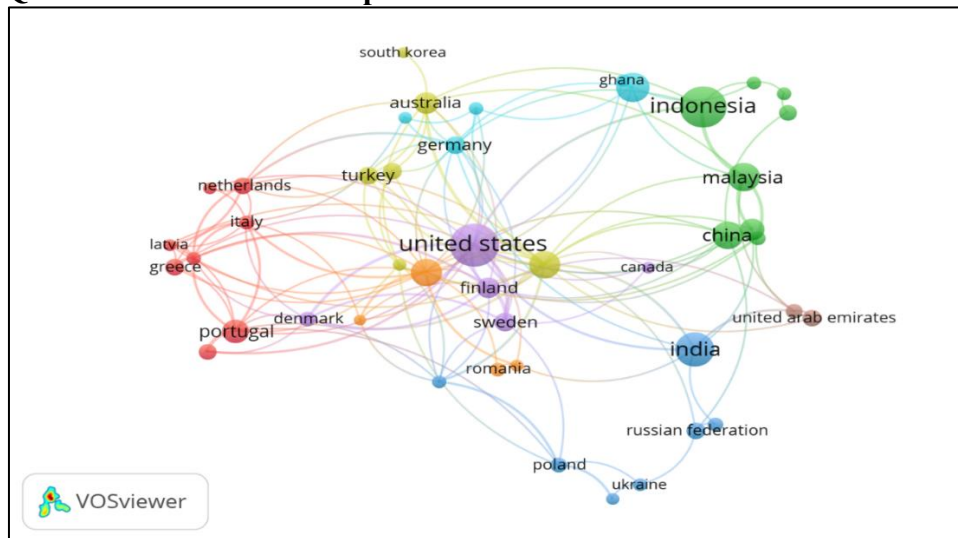 south korea
ghana
australia
indonesia
germany
turkey
malaysia
netherlands
italy
china
united states
latvia
greece
canada
finland
denmark
sweden
united arab emirates
portugal
india
romania
russian federation
poland
ukraine
VOSviewer